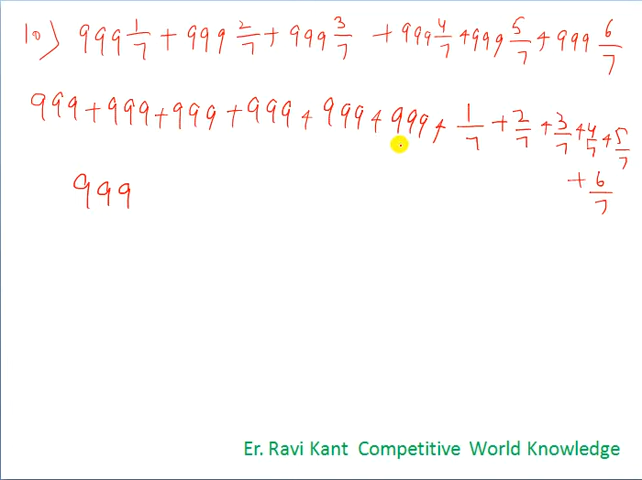 10) 999 1/7 + 999 2/7 + 999 3/7 + 999 4/7 + 999 5/7 + 999 6/7
999 + 999 + 999 + 999 + 999 + 999 + 1/7 + 2/7 + 3/7 + 4/7 + 5/7
+ 6/7
999
Er. Ravi Kant Competitive World Knowledge